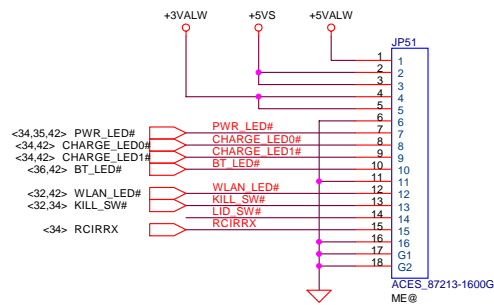 +3VALW +5VS +5VALW
JP51
1 1
2 2
3 3
4 4
5 5
6 6
<34,35,42> PWR_LED# PWR_LED# 7 7
<34,42> CHARGE_LED0# CHARGE_LED0# 8 8
<34,42> CHARGE_LED1# CHARGE_LED1# 9 9
<36,42> BT_LED# BT_LED# 10 10
11 11
<32,42> WLAN_LED# WLAN_LED# 12 12
<32,34> KILL_SW# KILL_SW# 13 13
LID_SW# 14 14
<34> RCIRRX RCIRRX 15 15
16 16
17 G1
18 G2
ACES_87213-1600G
ME@